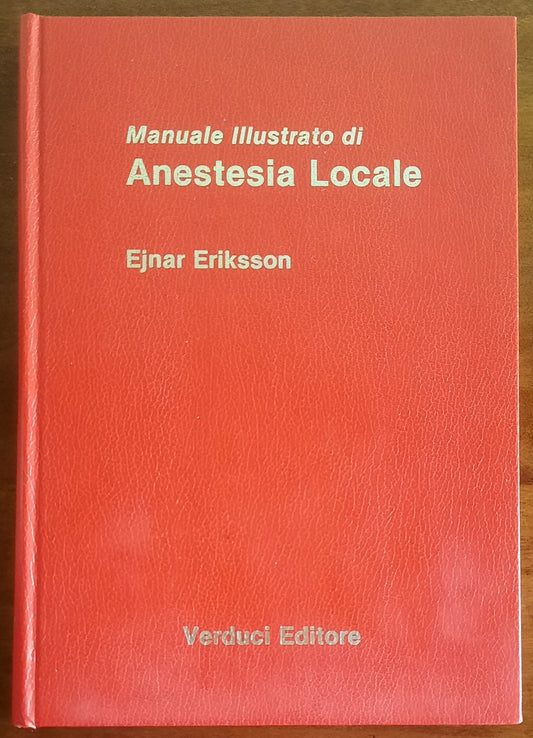 Manuale Illustrato di
Anestesia Locale
Ejnar Eriksson
Verduci Editore